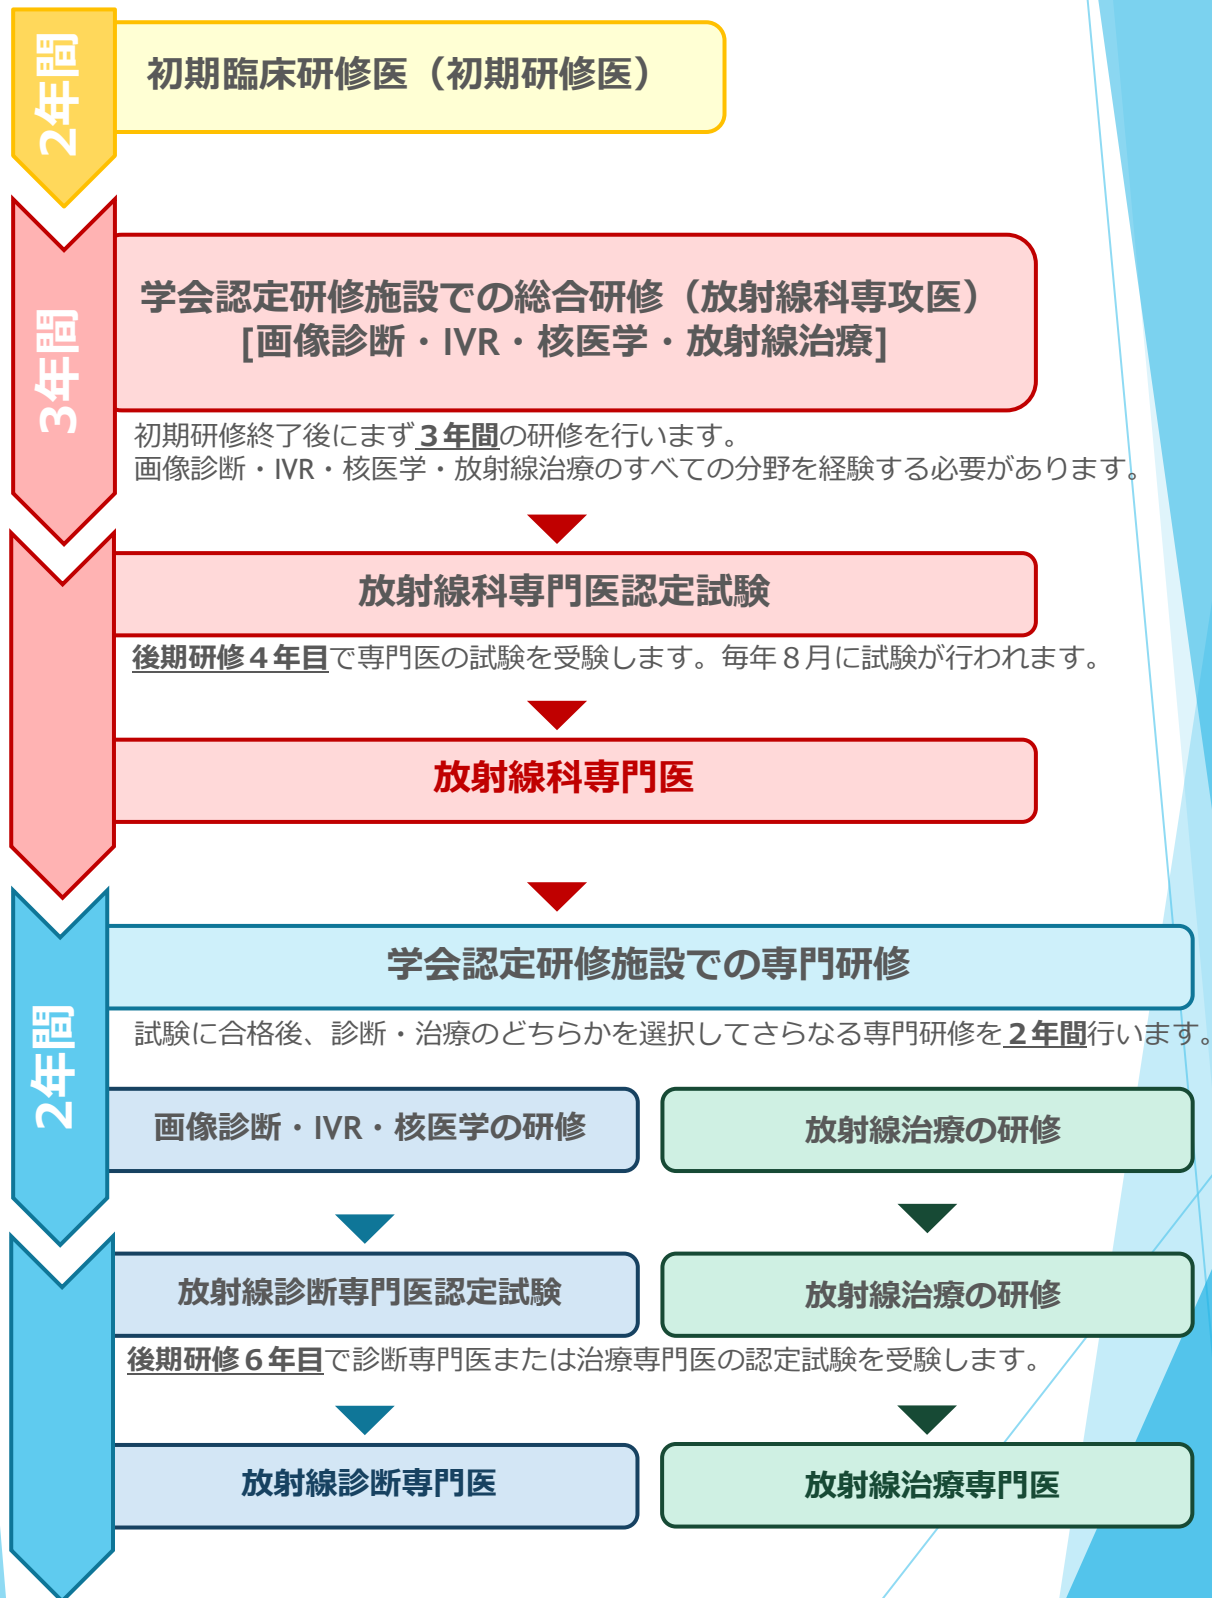 2年間
初期臨床研修医（初期研修医）
3年間
学会認定研修施設での総合研修（放射線科専攻医）
[画像診断・IVR・核医学・放射線治療]
初期研修終了後にまず３年間の研修を行います。
画像診断・IVR・核医学・放射線治療のすべての分野を経験する必要があります。
放射線科専門医認定試験
後期研修４年目で専門医の試験を受験します。毎年８月に試験が行われます。
放射線科専門医
2年間
学会認定研修施設での専門研修
試験に合格後、診断・治療のどちらかを選択してさらなる専門研修を２年間行います。
画像診断・IVR・核医学の研修
放射線治療の研修
放射線診断専門医認定試験
放射線治療の研修
後期研修６年目で診断専門医または治療専門医の認定試験を受験します。
放射線診断専門医
放射線治療専門医